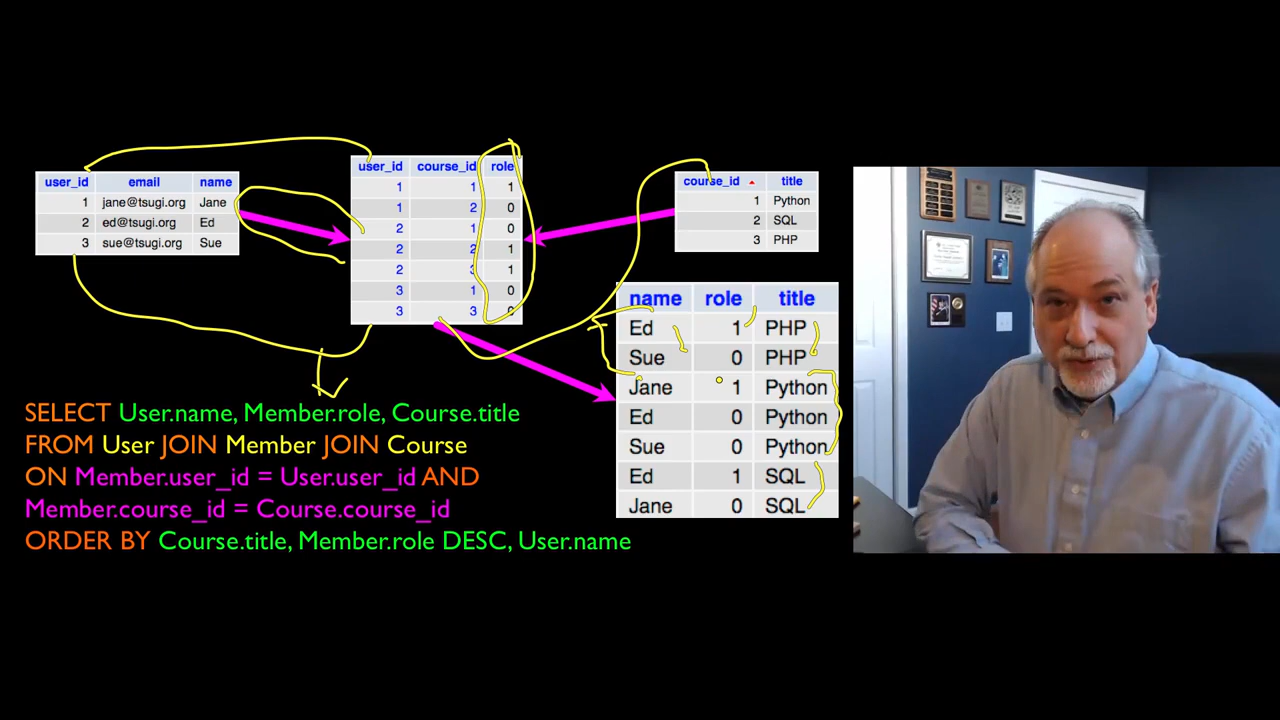 user_id email name
1 jane@tsugi.org Jane
2 ed@tsugi.org Ed
3 sue@tsugi.org Sue
user_id course_id role
1 1 1
1 2 0
2 1 0
2 2 1
2 3 1
3 1 0
3 3 0
course_id title
1 Python
2 SQL
3 PHP
name role title
Ed 1 PHP
Sue 0 PHP
Jane 1 Python
Ed 0 Python
Sue 0 Python
Ed 1 SQL
Jane 0 SQL
SELECT User.name, Member.role, Course.title
FROM User JOIN Member JOIN Course
ON Member.user_id = User.user_id AND
Member.course_id = Course.course_id
ORDER BY Course.title, Member.role DESC, User.name